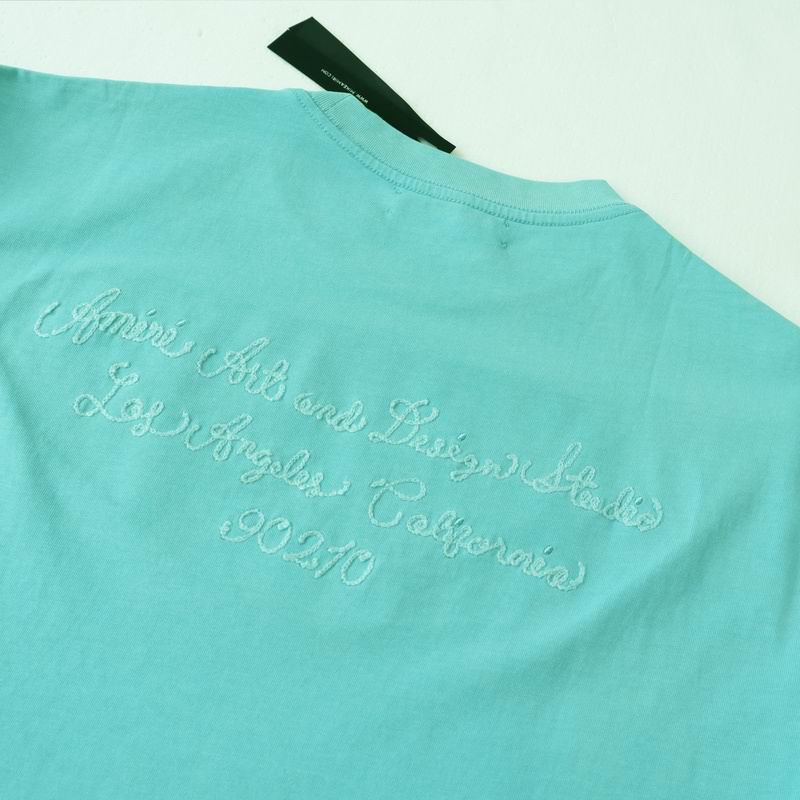 Amiri Art and Design Studio
Los Angeles California
90210